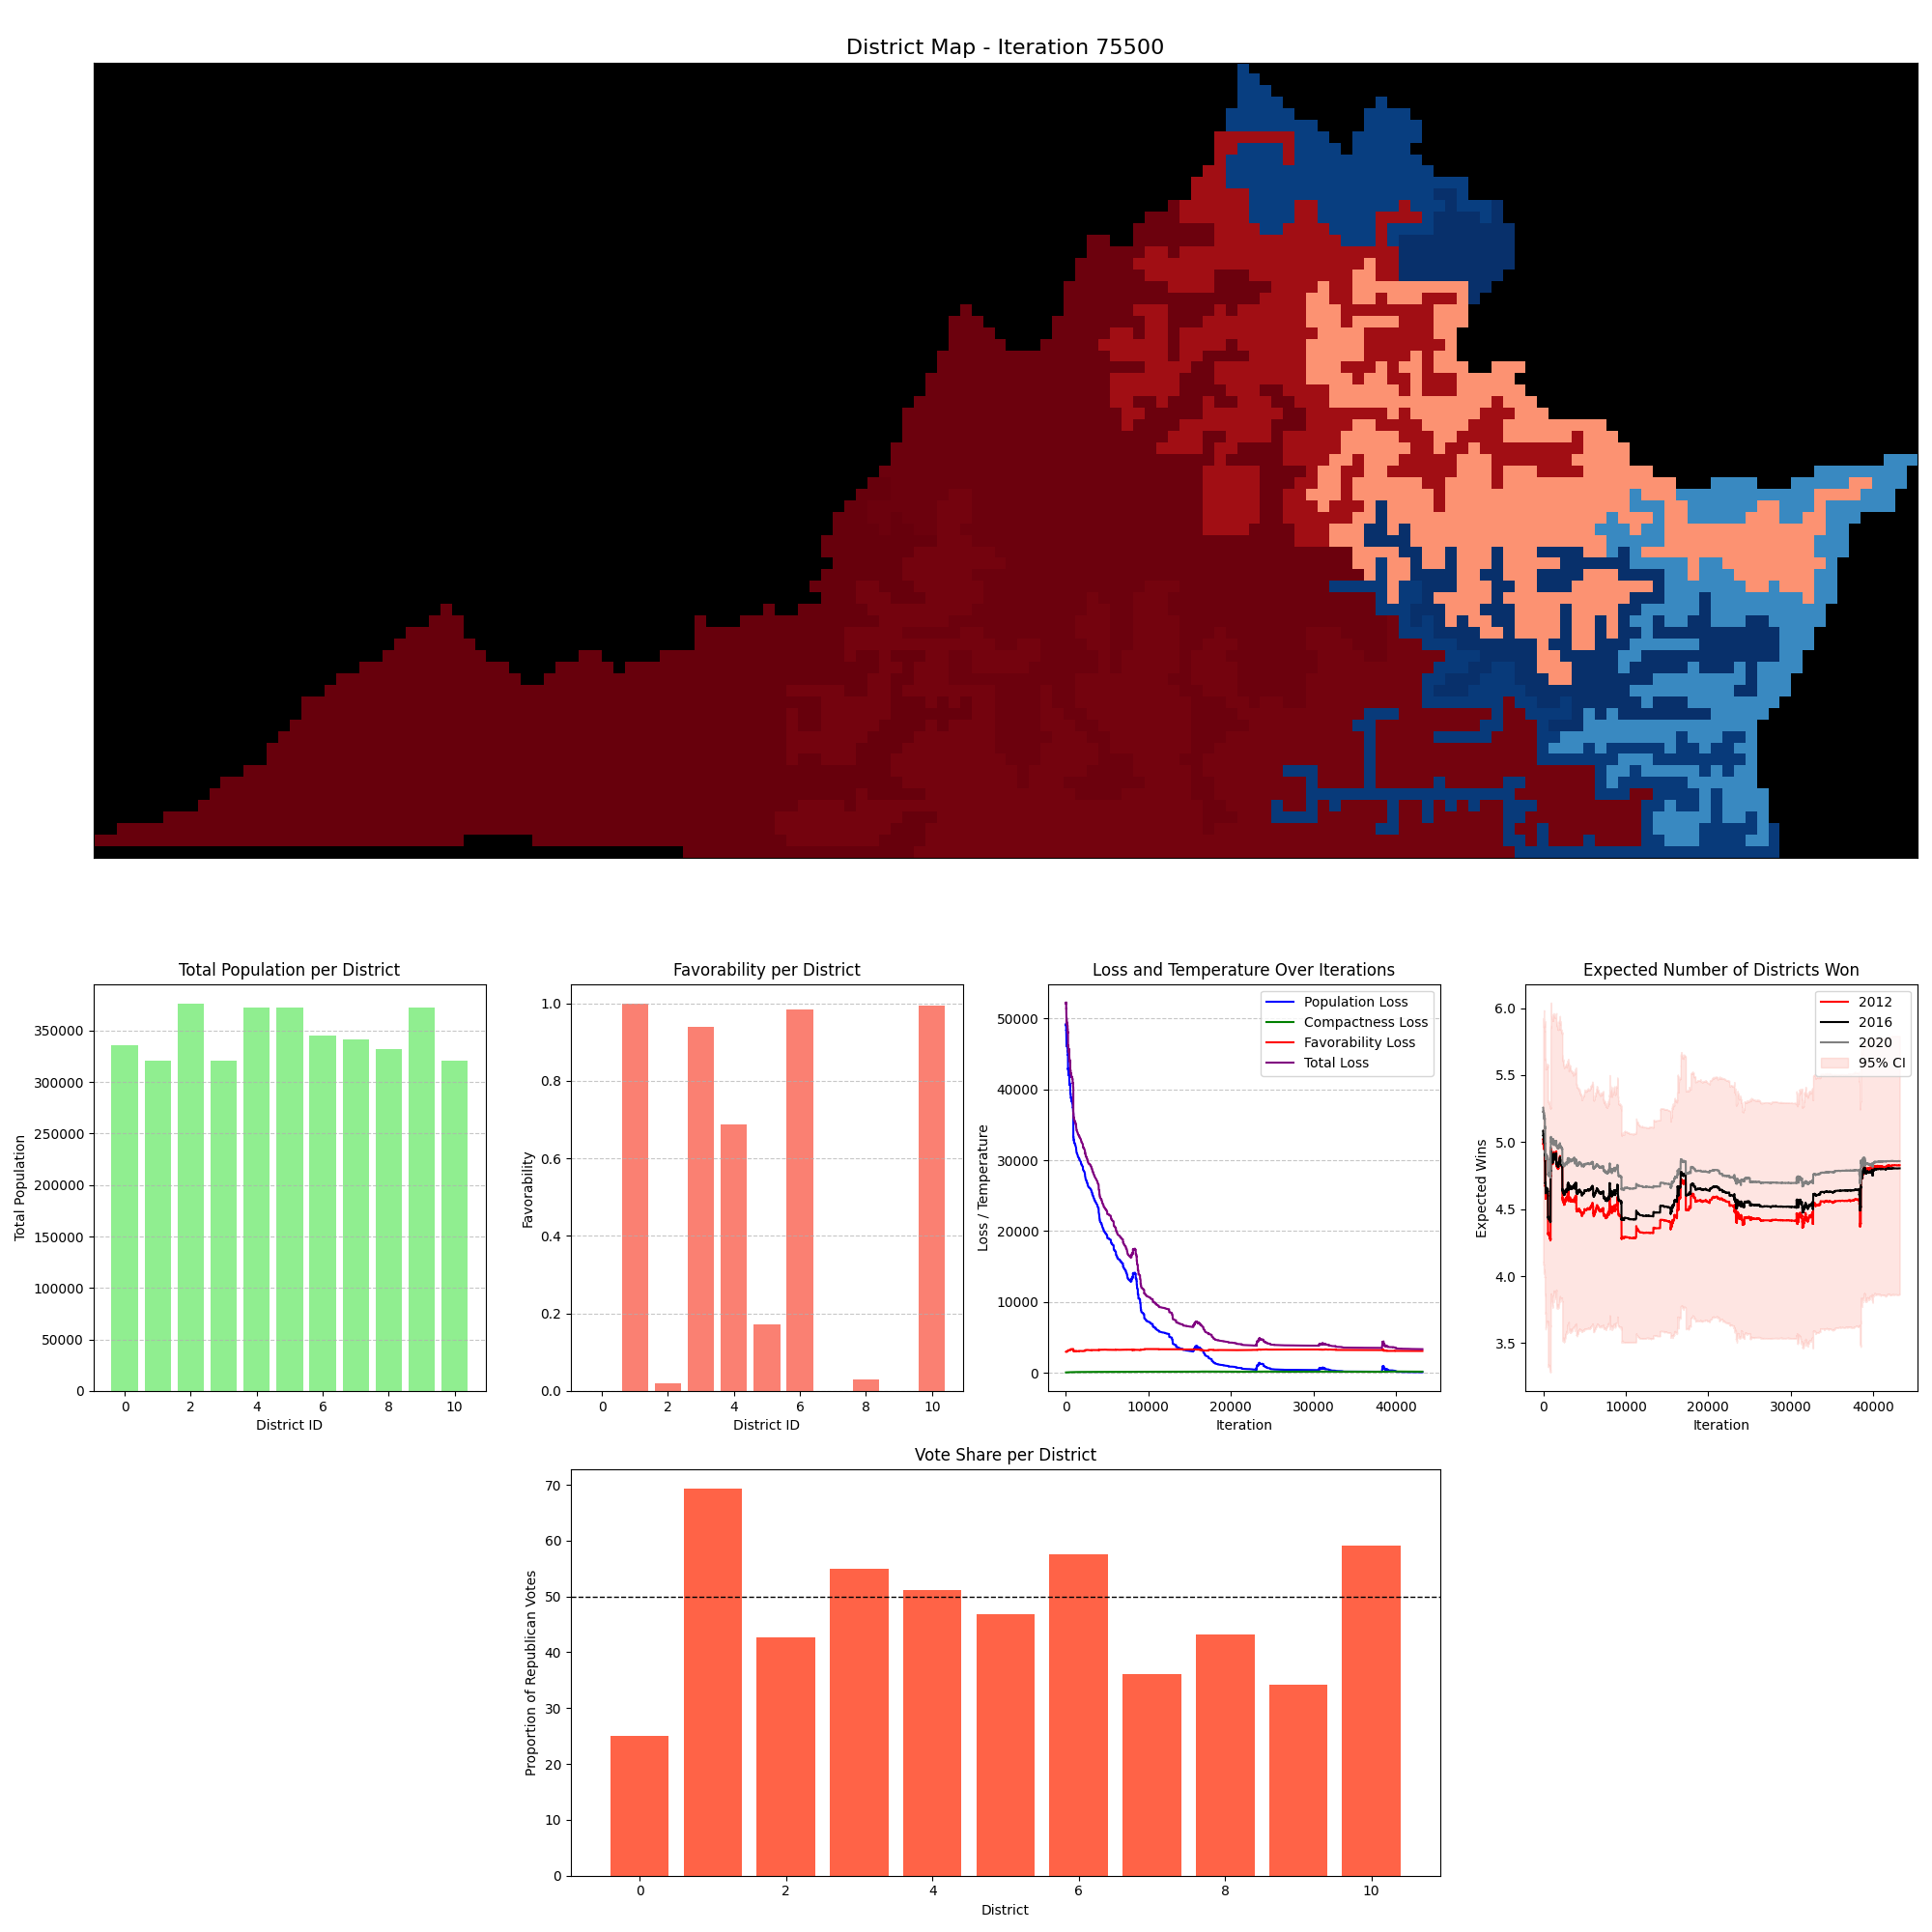 District Map - Iteration 75500
Total Population per District
Total Population
350000
300000
250000
200000
150000
100000
50000
0
0 2 4 6 8 10
District ID
Favorability per District
Favorability
1.0
0.8
0.6
0.4
0.2
0.0
0 2 4 6 8 10
District ID
Loss and Temperature Over Iterations
Loss / Temperature
50000
40000
30000
20000
10000
0
Population Loss
Compactness Loss
Favorability Loss
Total Loss
0 10000 20000 30000 40000
Iteration
Expected Number of Districts Won
Expected Wins
6.0
5.5
5.0
4.5
4.0
3.5
2012
2016
2020
95% CI
0 10000 20000 30000 40000
Iteration
Vote Share per District
Proportion of Republican Votes
70
60
50
40
30
20
10
0
0 2 4 6 8 10
District